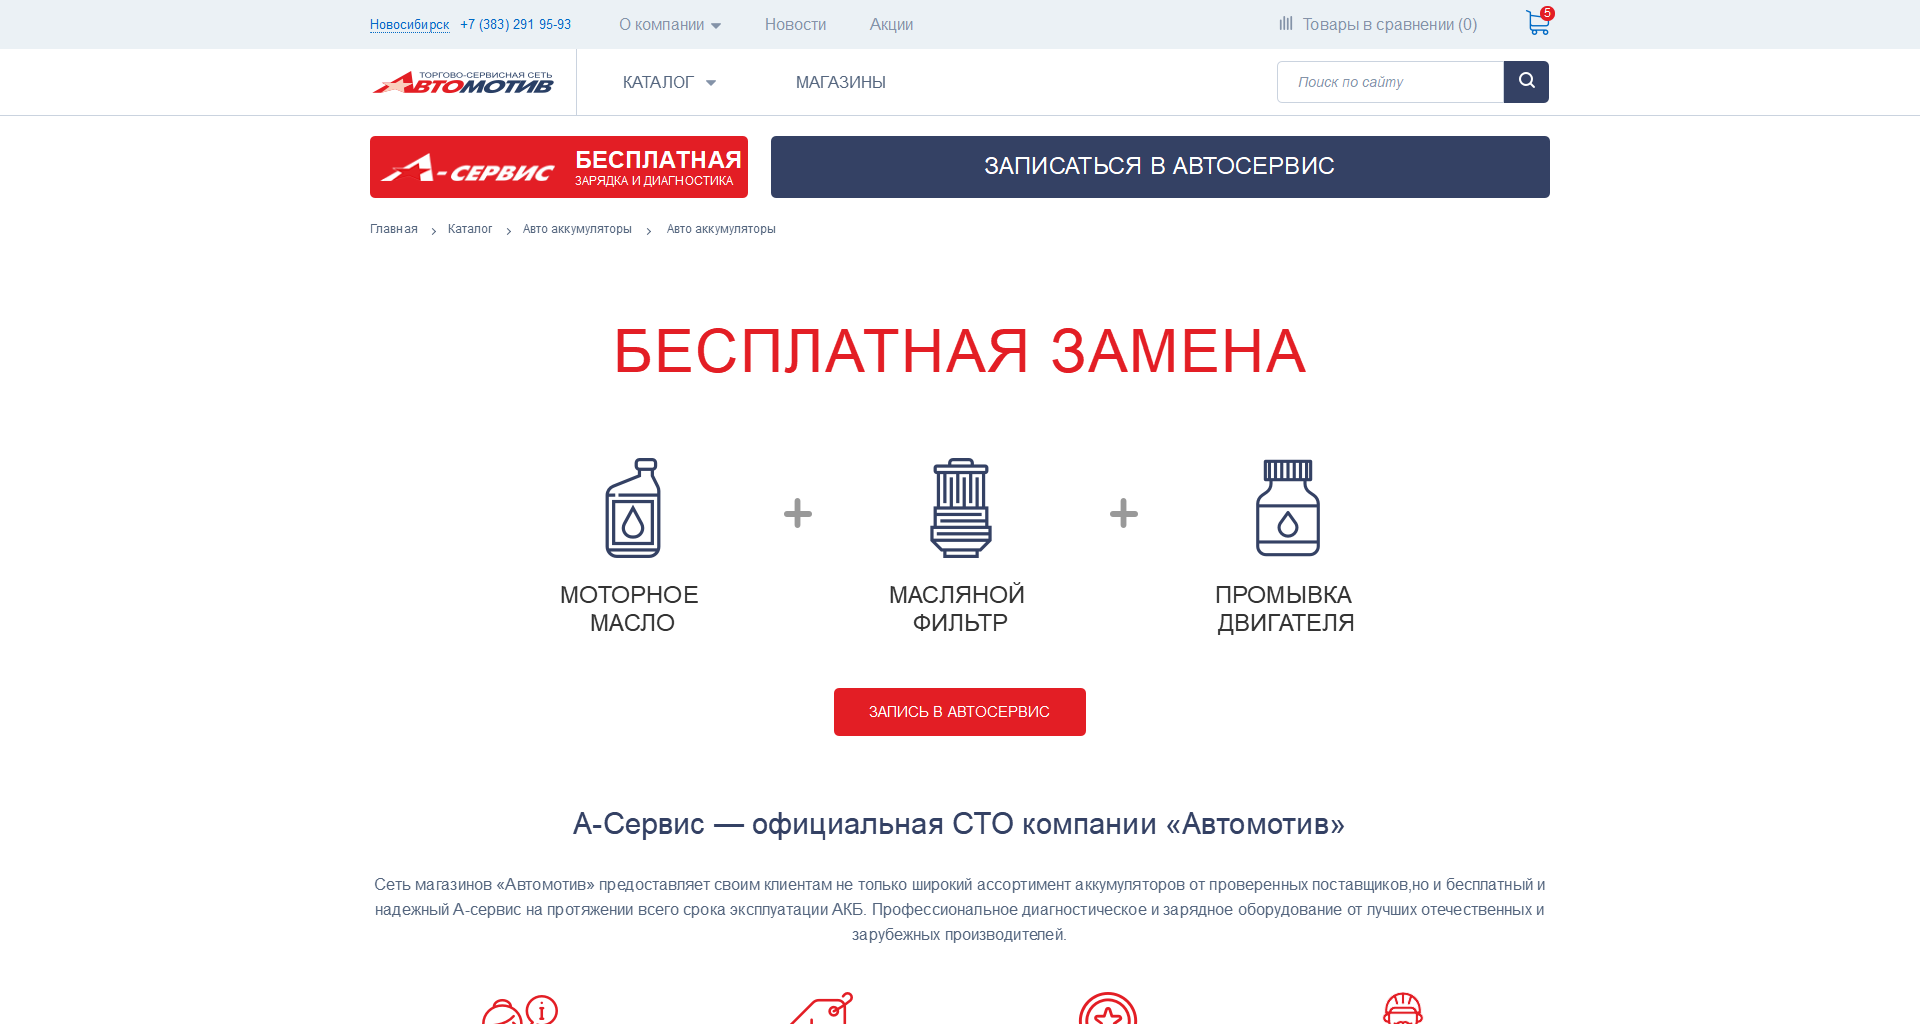 Новосибирск +7 (383) 291 95-93 О компании Новости Акции Товары в сравнении (0) 5
ТОРГОВО-СЕРВИСНАЯ СЕТЬ
АВТОМОТИВ КАТАЛОГ МАГАЗИНЫ Поиск по сайту
А-СЕРВИС БЕСПЛАТНАЯ
ЗАРЯДКА И ДИАГНОСТИКА
ЗАПИСАТЬСЯ В АВТОСЕРВИС
Главная Каталог Авто аккумуляторы Авто аккумуляторы
БЕСПЛАТНАЯ ЗАМЕНА
МОТОРНОЕ
МАСЛО
МАСЛЯНОЙ
ФИЛЬТР
ПРОМЫВКА
ДВИГАТЕЛЯ
ЗАПИСЬ В АВТОСЕРВИС
А-Сервис — официальная СТО компании «Автомотив»
Сеть магазинов «Автомотив» предоставляет своим клиентам не только широкий ассортимент аккумуляторов от проверенных поставщиков,но и бесплатный и
надежный А-сервис на протяжении всего срока эксплуатации АКБ. Профессиональное диагностическое и зарядное оборудование от лучших отечественных и
зарубежных производителей.